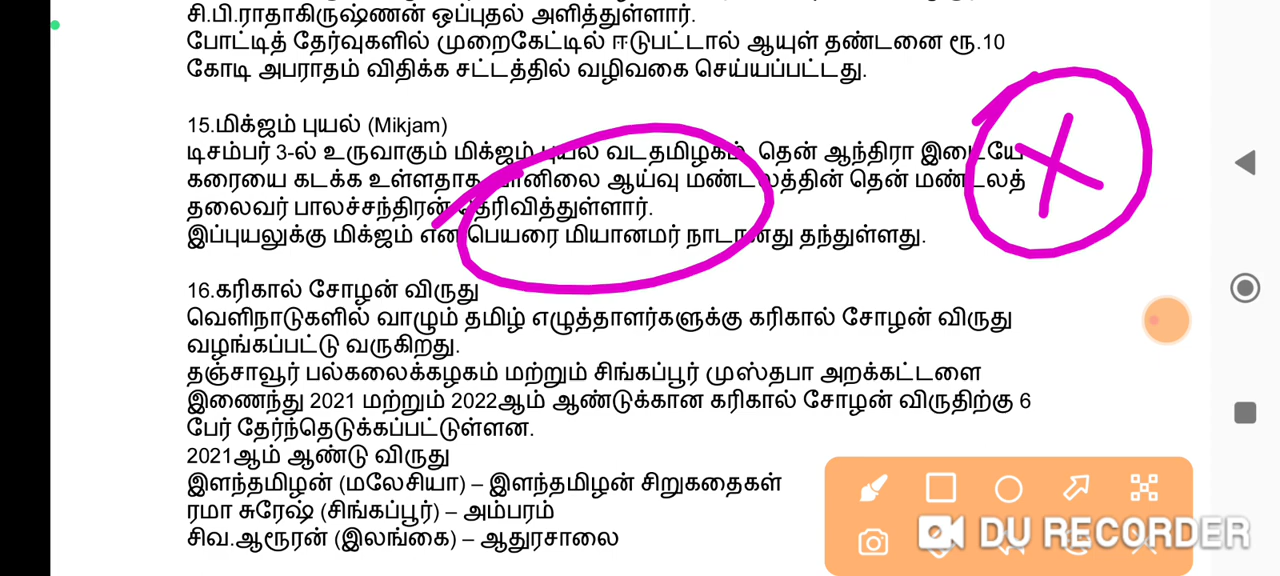 சி.பி.ராதாகிருஷ்ணன் ஒப்புதல் அளித்துள்ளார்.
போட்டித் தேர்வுகளில் முறைகேட்டில் ஈடுபட்டால் ஆயுள் தண்டனை ரூ.10
கோடி அபராதம் விதிக்க சட்டத்தில் வழிவகை செய்யப்பட்டது.
15.மிக்ஜம் புயல் (Mikjam)
டிசம்பர் 3-ல் உருவாகும் மிக்ஜம் புயல் வடதமிழகம், தென் ஆந்திரா இடையே
கரையை கடக்க உள்ளதாக வானிலை ஆய்வு மண்டலத்தின் தென் மண்டலத்
தலைவர் பாலச்சந்திரன் தெரிவித்துள்ளார்.
இப்புயலுக்கு மிக்ஜம் என பெயரை மியானமர் நாடானது தந்துள்ளது.
16.கரிகால் சோழன் விருது
வெளிநாடுகளில் வாழும் தமிழ் எழுத்தாளர்களுக்கு கரிகால் சோழன் விருது
வழங்கப்பட்டு வருகிறது.
தஞ்சாவூர் பல்கலைக்கழகம் மற்றும் சிங்கப்பூர் முஸ்தபா அறக்கட்டளை
இணைந்து 2021 மற்றும் 2022ஆம் ஆண்டுக்கான கரிகால் சோழன் விருதிற்கு 6
பேர் தேர்ந்தெடுக்கப்பட்டுள்ளன.
2021ஆம் ஆண்டு விருது
இளந்தமிழன் (மலேசியா) – இளந்தமிழன் சிறுகதைகள்
ரமா சுரேஷ் (சிங்கப்பூர்) – அம்பரம்
சிவ.ஆரூரன் (இலங்கை) – ஆதுரசாலை
DU RECORDER